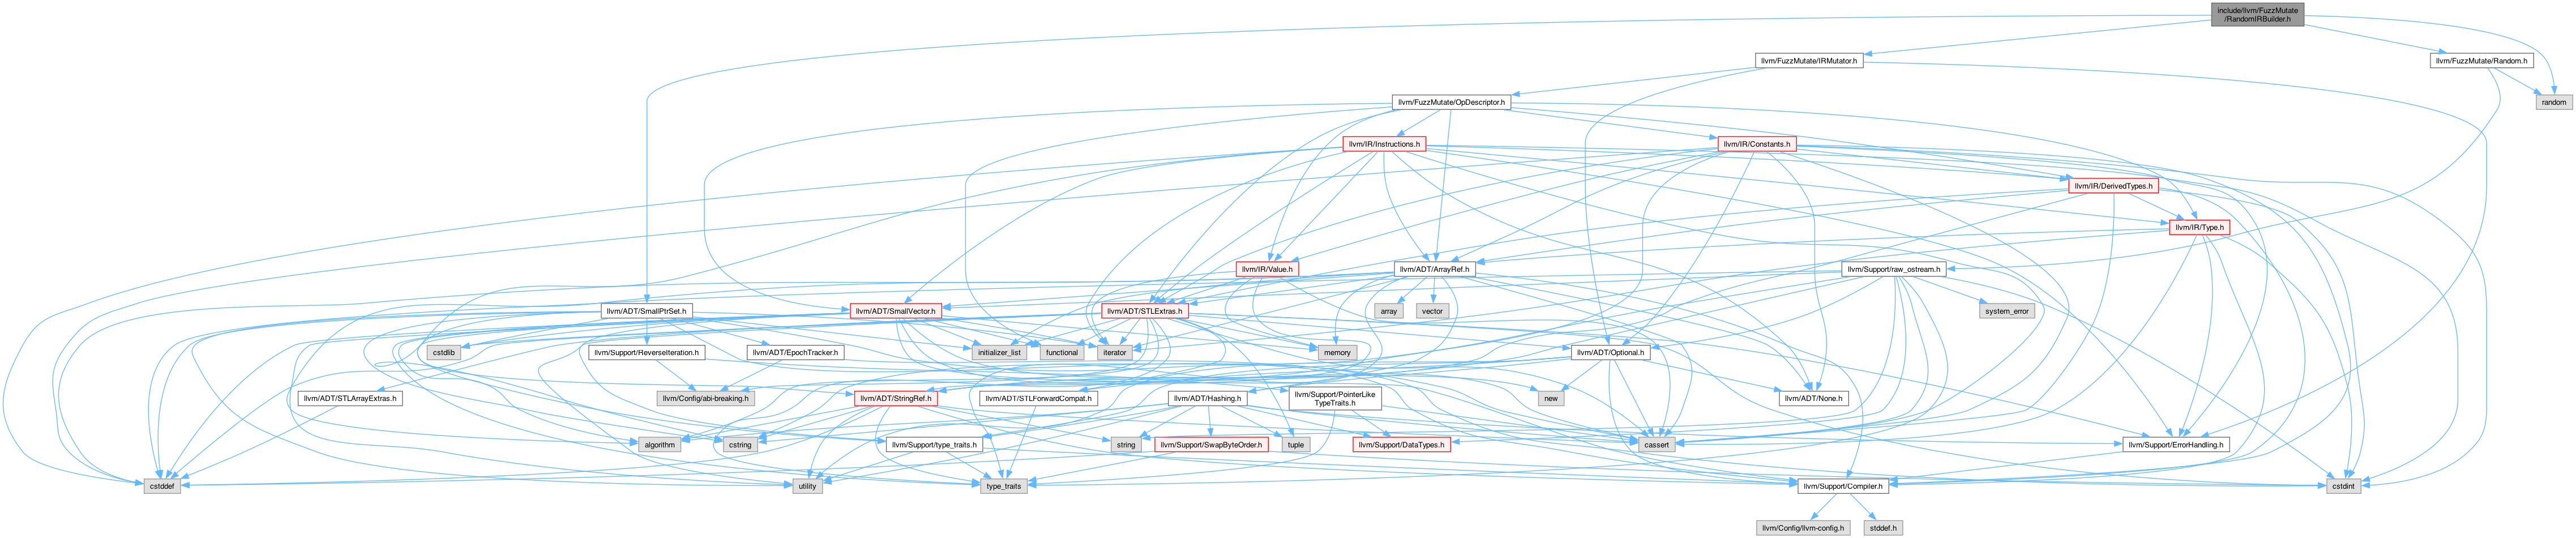 include/llvm/FuzzMutate
/RandomIRBuilder.h
llvm/FuzzMutate/IRMutator.h
llvm/FuzzMutate/Random.h
llvm/FuzzMutate/OpDescriptor.h
random
llvm/IR/Instructions.h
llvm/IR/Constants.h
llvm/IR/DerivedTypes.h
llvm/IR/Type.h
llvm/IR/Value.h
llvm/ADT/ArrayRef.h
llvm/Support/raw_ostream.h
llvm/ADT/SmallPtrSet.h
llvm/ADT/SmallVector.h
llvm/ADT/STLExtras.h
array
vector
system_error
cstdlib
llvm/Support/ReverseIteration.h
llvm/ADT/EpochTracker.h
initializer_list
functional
iterator
memory
llvm/ADT/Optional.h
llvm/ADT/STLArrayExtras.h
llvm/Config/abi-breaking.h
llvm/ADT/StringRef.h
llvm/ADT/STLForwardCompat.h
llvm/ADT/Hashing.h
llvm/Support/PointerLike
TypeTraits.h
new
llvm/ADT/None.h
algorithm
cstring
llvm/Support/type_traits.h
string
llvm/Support/SwapByteOrder.h
tuple
llvm/Support/DataTypes.h
cassert
llvm/Support/ErrorHandling.h
cstddef
utility
type_traits
llvm/Support/Compiler.h
cstdint
llvm/Config/llvm-config.h
stddef.h